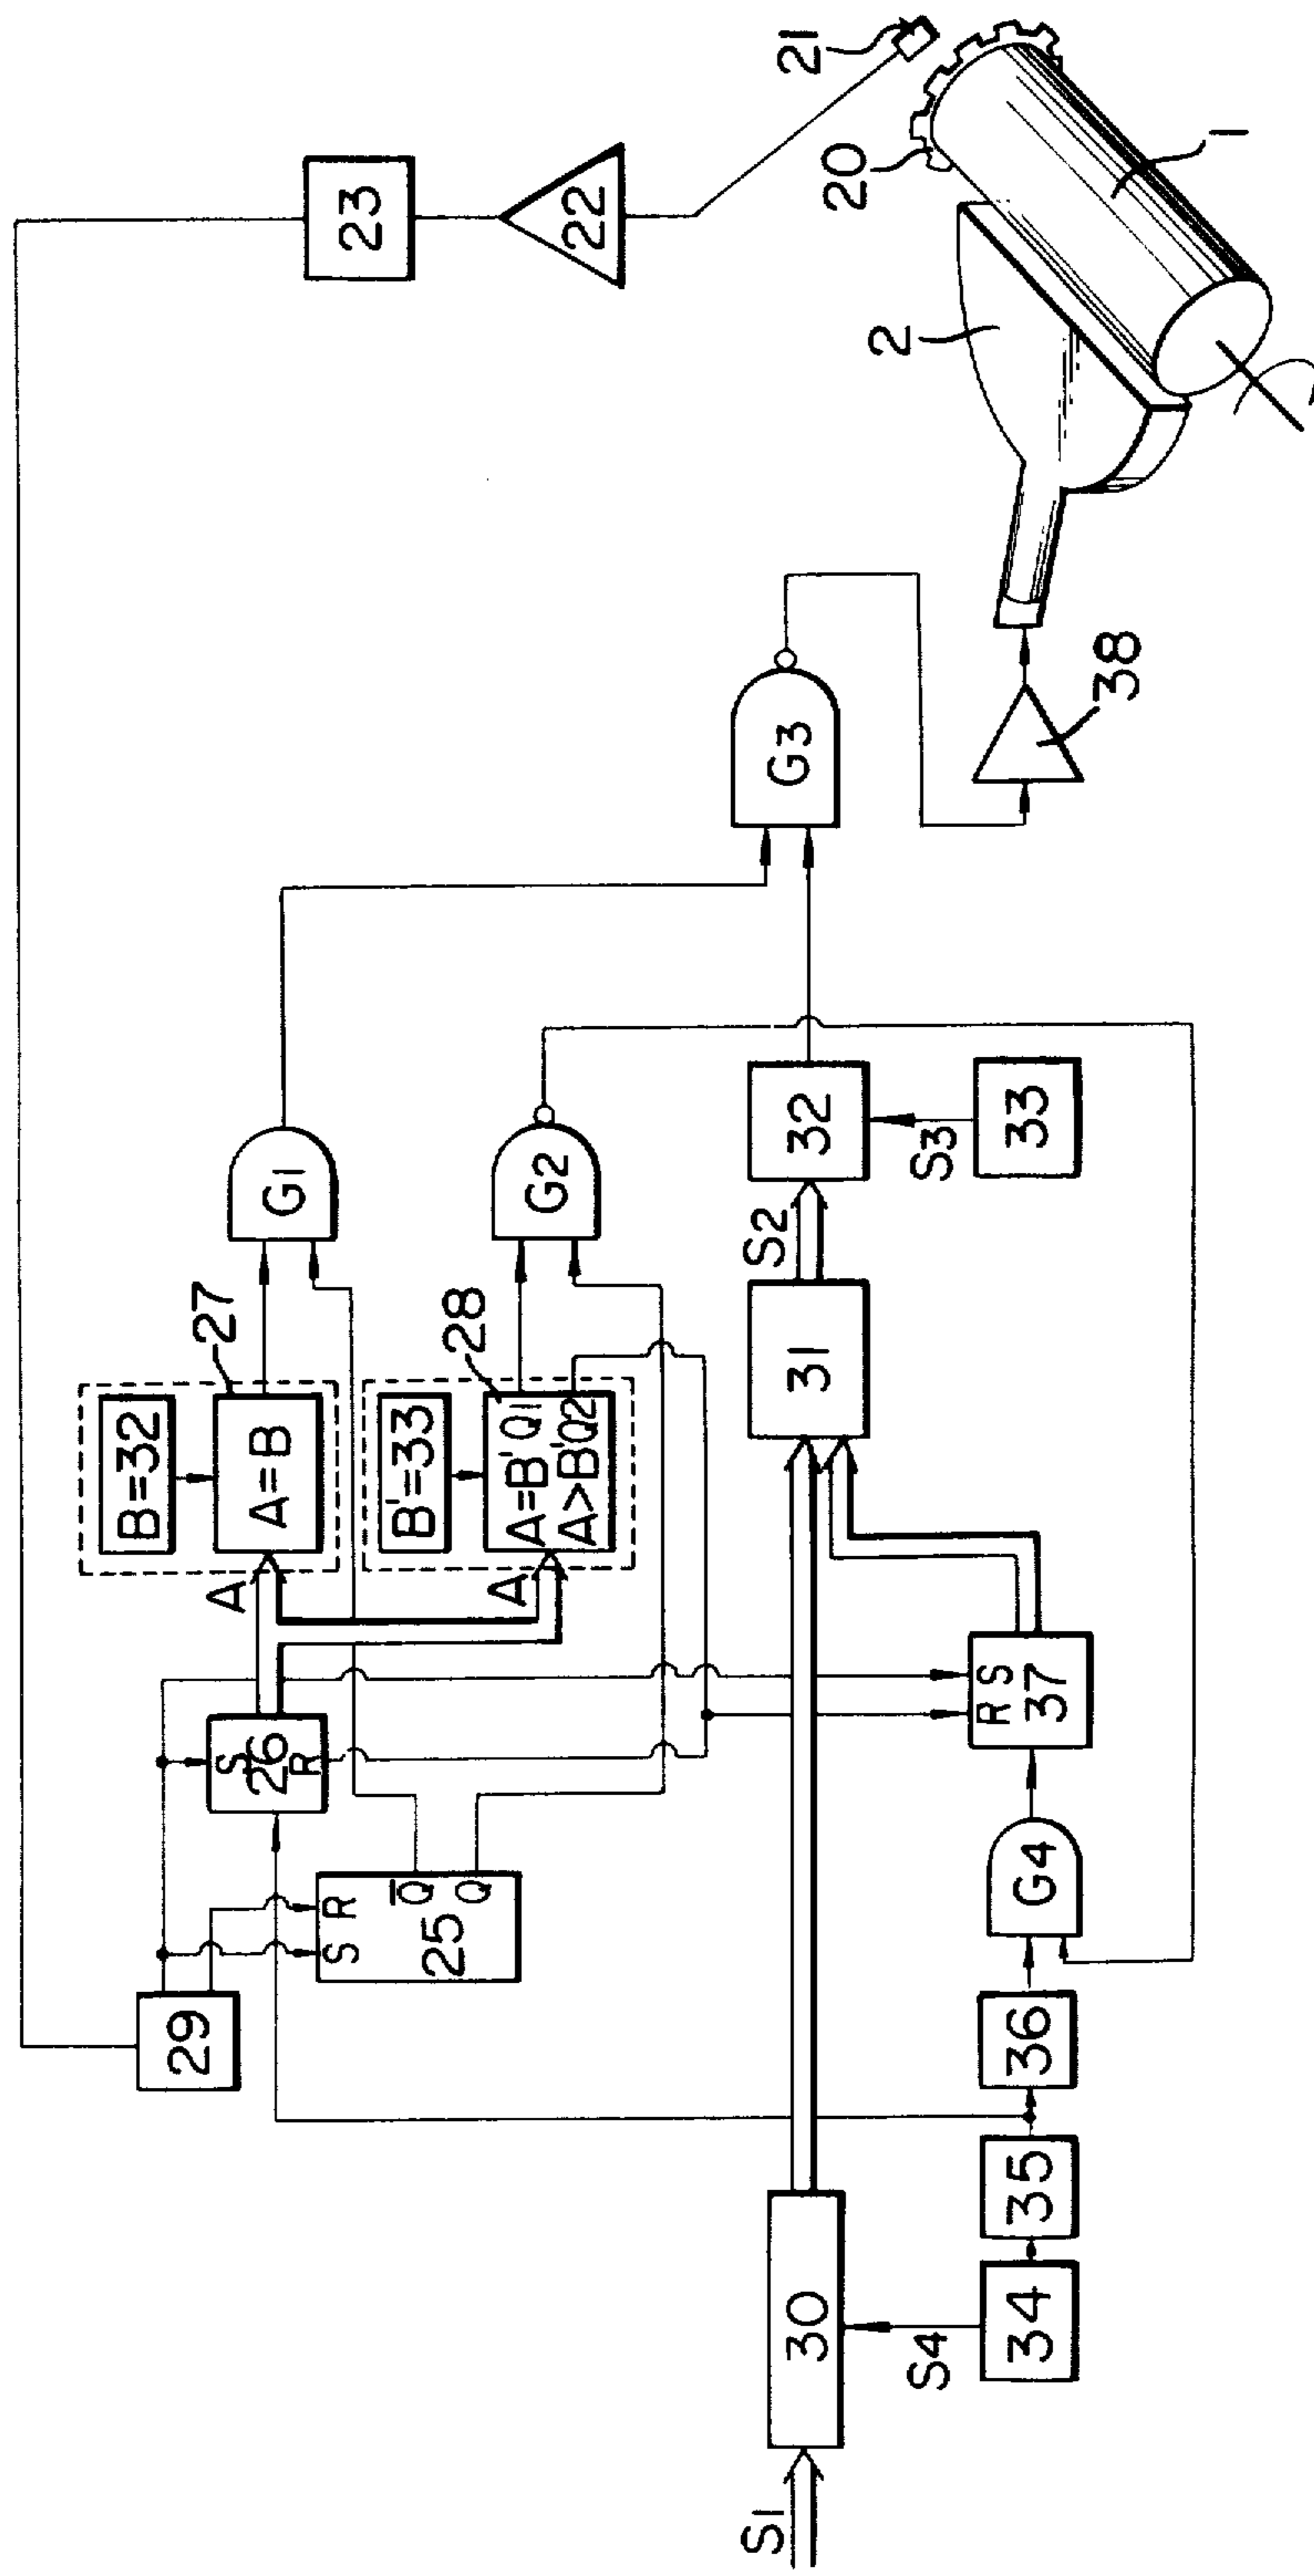 21
20
1
23
22
2
38
G3
G1
G2
27
28
B=32
A=B
B'=33
A=B' Q1
A>B' Q2
A
A
S
26
R
29
S R
25
Q̅
Q
S1
30
31
S2
32
S3
33
S4
34
35
36
G4
R S
37